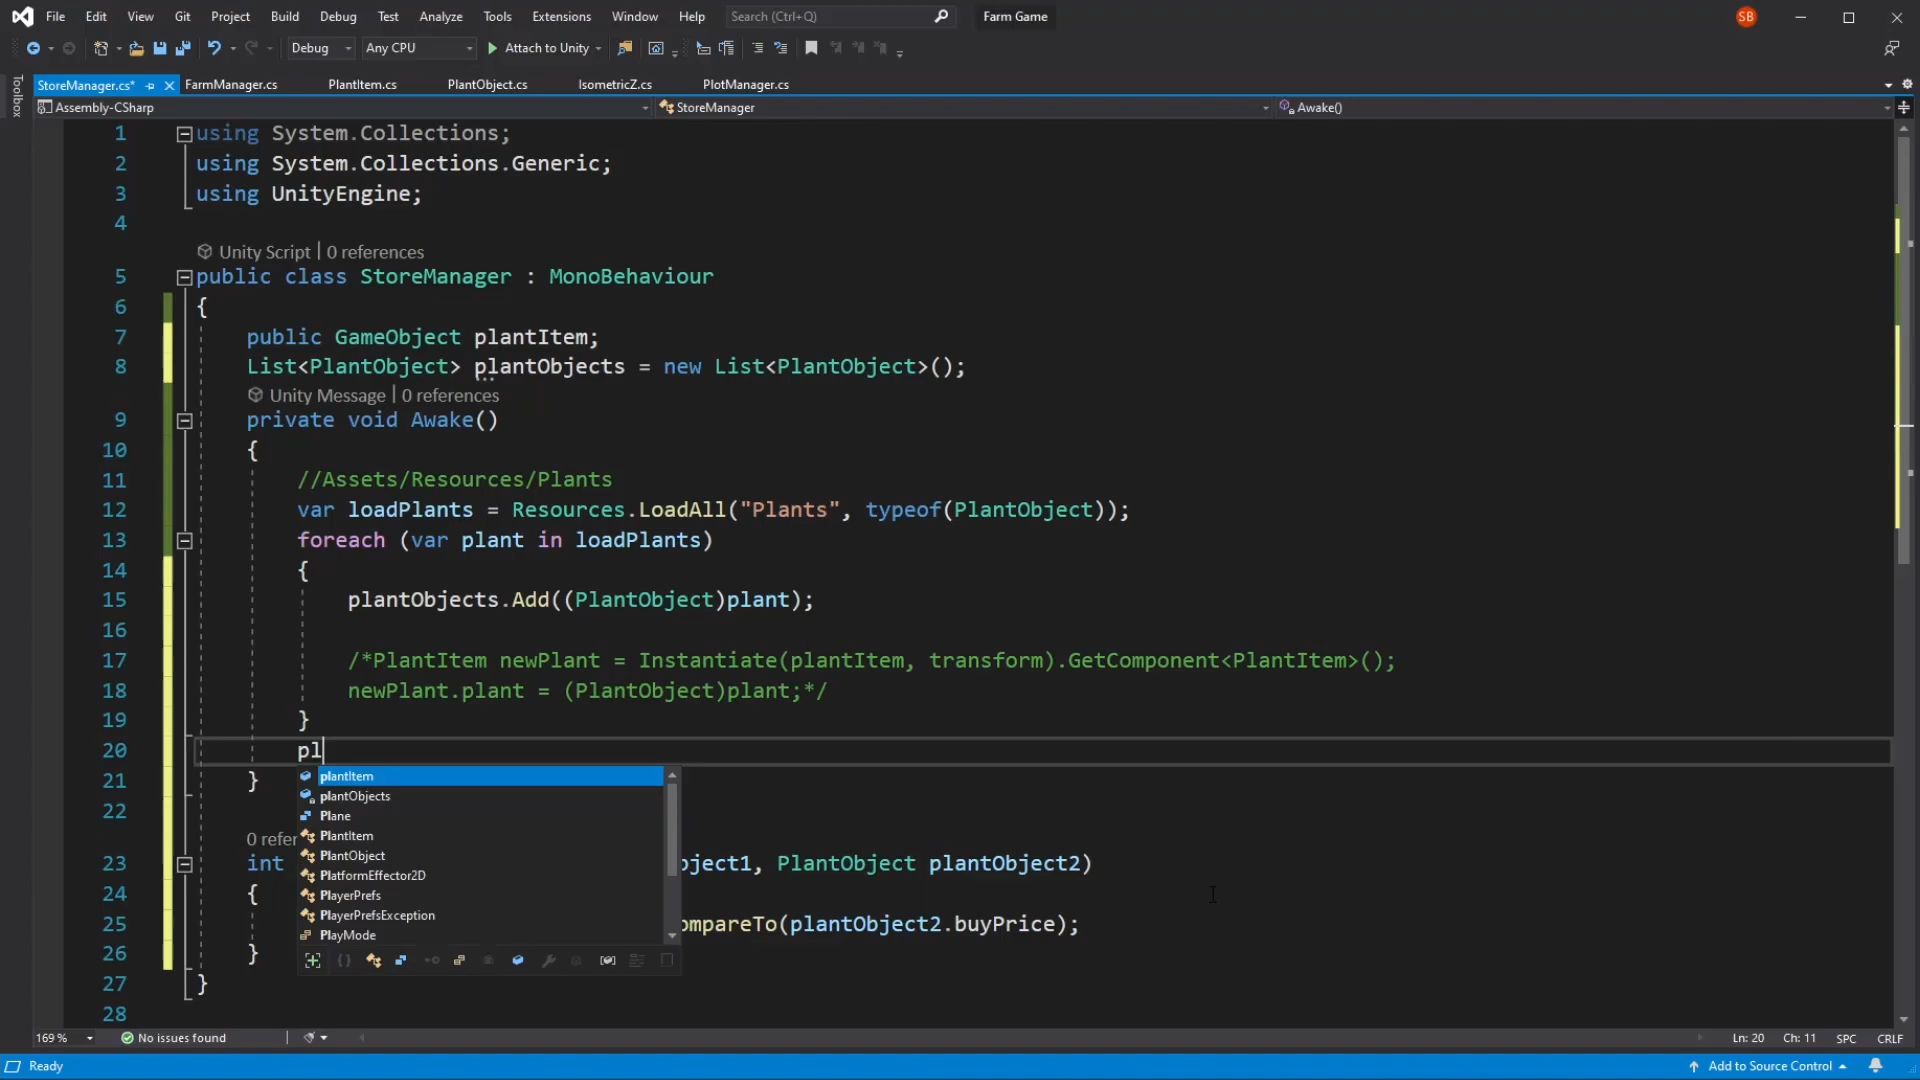 File Edit View Git Project Build Debug Test Analyze Tools Extensions Window Help Search (Ctrl+Q) Farm Game SB
Debug Any CPU Attach to Unity
StoreManager.cs* FarmManager.cs PlantItem.cs PlantObject.cs IsometricZ.cs PlotManager.cs
Toolbox
Assembly-CSharp StoreManager Awake()
1 using System.Collections;
2 using System.Collections.Generic;
3 using UnityEngine;
4
Unity Script | 0 references
5 public class StoreManager : MonoBehaviour
6 {
7 public GameObject plantItem;
8 List<PlantObject> plantObjects = new List<PlantObject>();
Unity Message | 0 references
9 private void Awake()
10 {
11 //Assets/Resources/Plants
12 var loadPlants = Resources.LoadAll("Plants", typeof(PlantObject));
13 foreach (var plant in loadPlants)
14 {
15 plantObjects.Add((PlantObject)plant);
16
17 /*PlantItem newPlant = Instantiate(plantItem, transform).GetComponent<PlantItem>();
18 newPlant.plant = (PlantObject)plant;*/
19 }
20 pl
plantItem
21 }
plantObjects
22
Plane
PlantItem
0 refer
PlantObject
23 int bject1, PlantObject plantObject2)
PlatformEffector2D
24 {
PlayerPrefs
PlayerPrefsException
25 ompareTo(plantObject2.buyPrice);
PlayMode
26 }
27 }
28
169 % No issues found Ln: 20 Ch: 11 SPC CRLF
Ready Add to Source Control